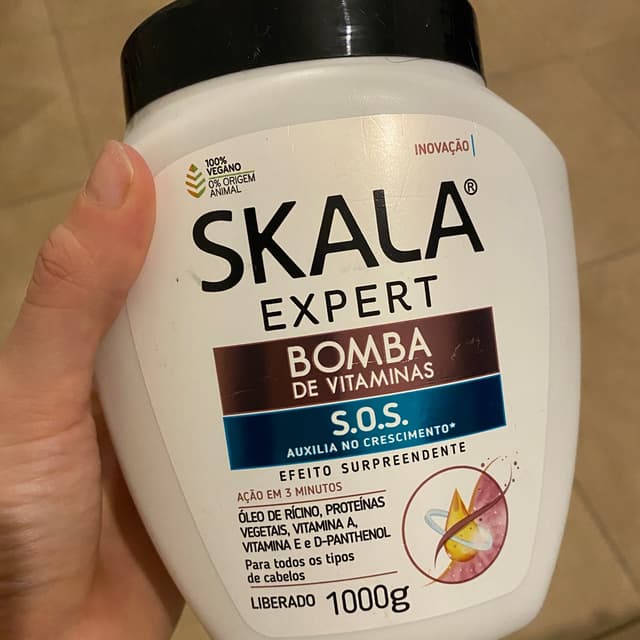 100%
VEGANO
0% ORIGEM
ANIMAL
INOVAÇÃO
SKALA®
EXPERT
BOMBA
DE VITAMINAS
S.O.S.
AUXILIA NO CRESCIMENTO*
EFEITO SURPREENDENTE
AÇÃO EM 3 MINUTOS
ÓLEO DE RÍCINO, PROTEÍNAS
VEGETAIS, VITAMINA A,
VITAMINA E e D-PANTHENOL
Para todos os tipos
de cabelos
LIBERADO 1000g